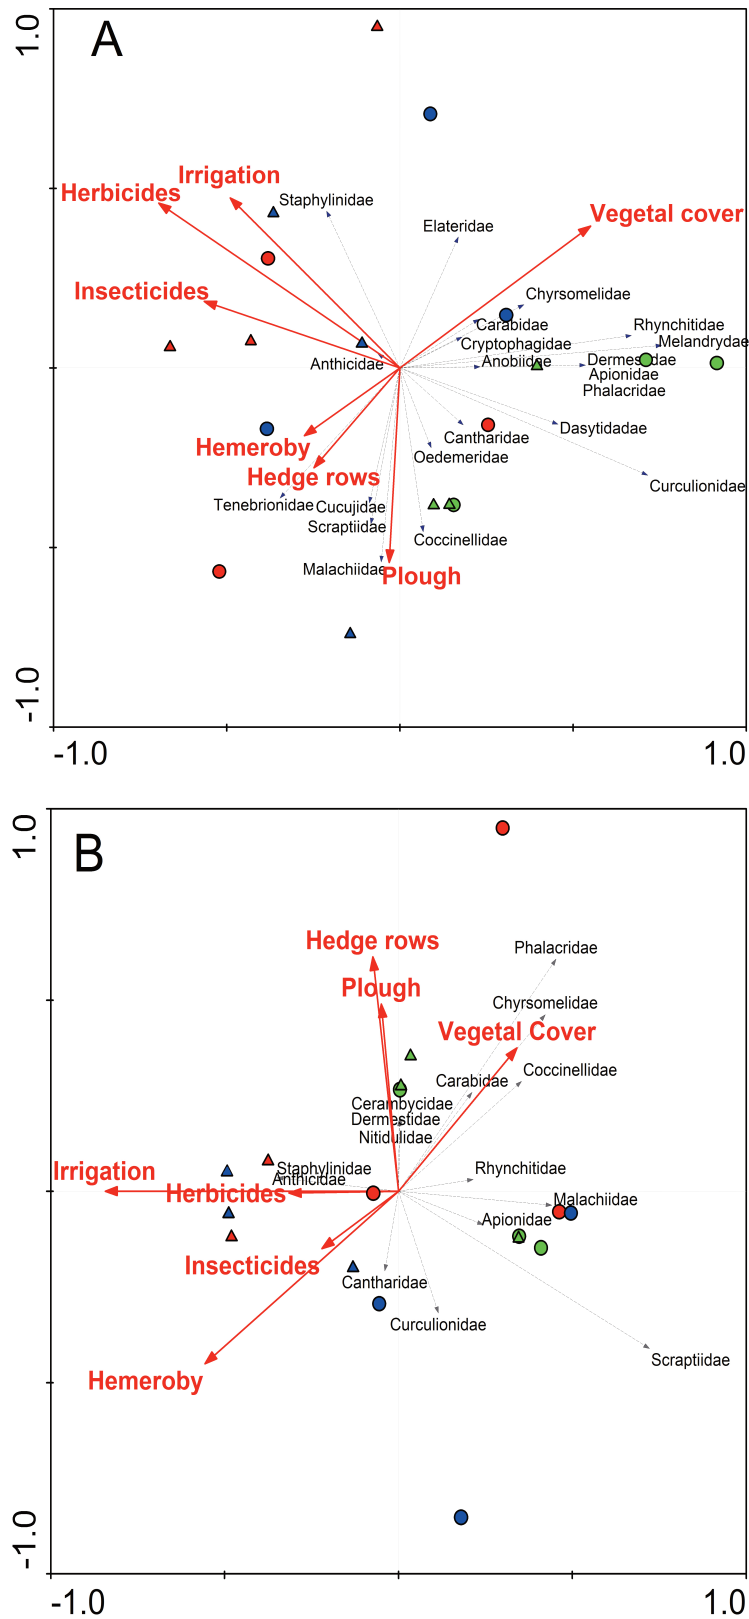 1.0
A
Irrigation
Herbicides
Staphylinidae
Vegetal cover
Elateridae
Insecticides
Chyrsomelidae
Carabidae
Rhynchitidae
Cryptophagidae
Melandrydae
Anthicidae
Anobiidae
Dermestidae
Apionidae
Phalacridae
Hemeroby
Cantharidae
Dasytidadae
Oedemeridae
Hedge rows
Curculionidae
Tenebrionidae
Cucujidae
Scraptiidae
Coccinellidae
Malachiidae
Plough
-1.0
-1.0
1.0
1.0
B
Hedge rows
Phalacridae
Plough
Chyrsomelidae
Vegetal Cover
Coccinellidae
Carabidae
Cerambycidae
Dermestidae
Nitidulidae
Irrigation
Staphylinidae
Rhynchitidae
Anthicidae
Herbicides
Malachiidae
Apionidae
Insecticides
Cantharidae
Curculionidae
Scraptiidae
Hemeroby
-1.0
-1.0
1.0